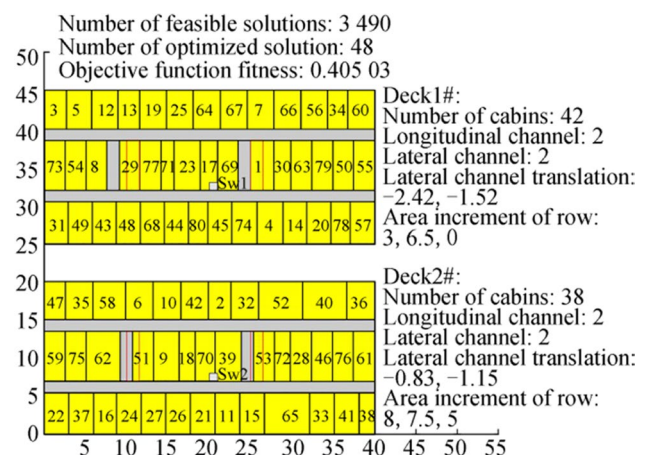 Number of feasible solutions: 3 490
Number of optimized solution: 48
Objective function fitness: 0.405 03
50
45
40
35
30
25
20
15
10
5
0
3 5 12 13 19 25 64 67 7 66 56 34 60
73 54 8 29 77 71 23 17 69 1 30 63 79 50 55
Sw1
31 49 43 48 68 44 80 45 74 4 14 20 78 57
Deck1#:
Number of cabins: 42
Longitudinal channel: 2
Lateral channel: 2
Lateral channel translation:
−2.42, −1.52
Area increment of row:
3, 6.5, 0
47 35 58 6 10 42 2 32 52 40 36
59 75 62 51 9 18 70 39 53 72 28 46 76 61
Sw2
22 37 16 24 27 26 21 11 15 65 33 41 38
Deck2#:
Number of cabins: 38
Longitudinal channel: 2
Lateral channel: 2
Lateral channel translation:
−0.83, −1.15
Area increment of row:
8, 7.5, 5
5 10 15 20 25 30 35 40 45 50 55